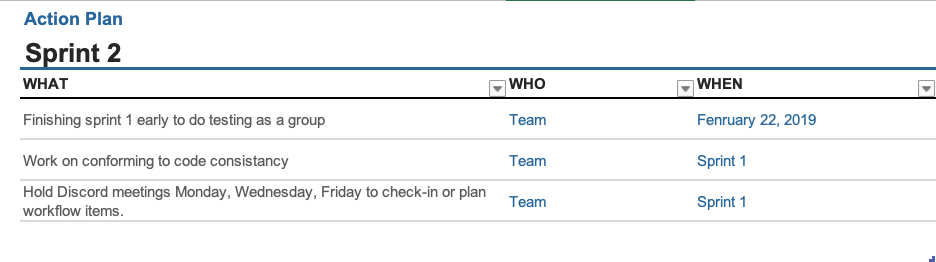 Action Plan
Sprint 2
WHAT WHO WHEN
Finishing sprint 1 early to do testing as a group Team Fenruary 22, 2019
Work on conforming to code consistancy Team Sprint 1
Hold Discord meetings Monday, Wednesday, Friday to check-in or plan
workflow items. Team Sprint 1